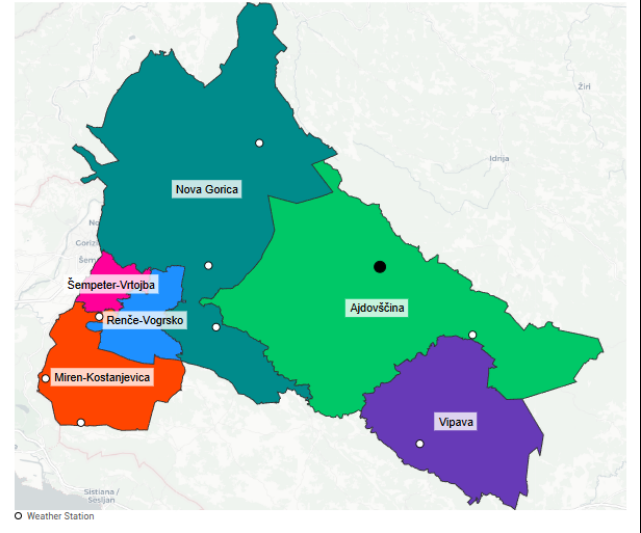 Žiri
Idrija
Nova Gorica
Šempeter-Vrtojba
Ajdovščina
Renče-Vogrsko
Miren-Kostanjevica
Vipava
Sistiana /
Sesljan
Weather Station